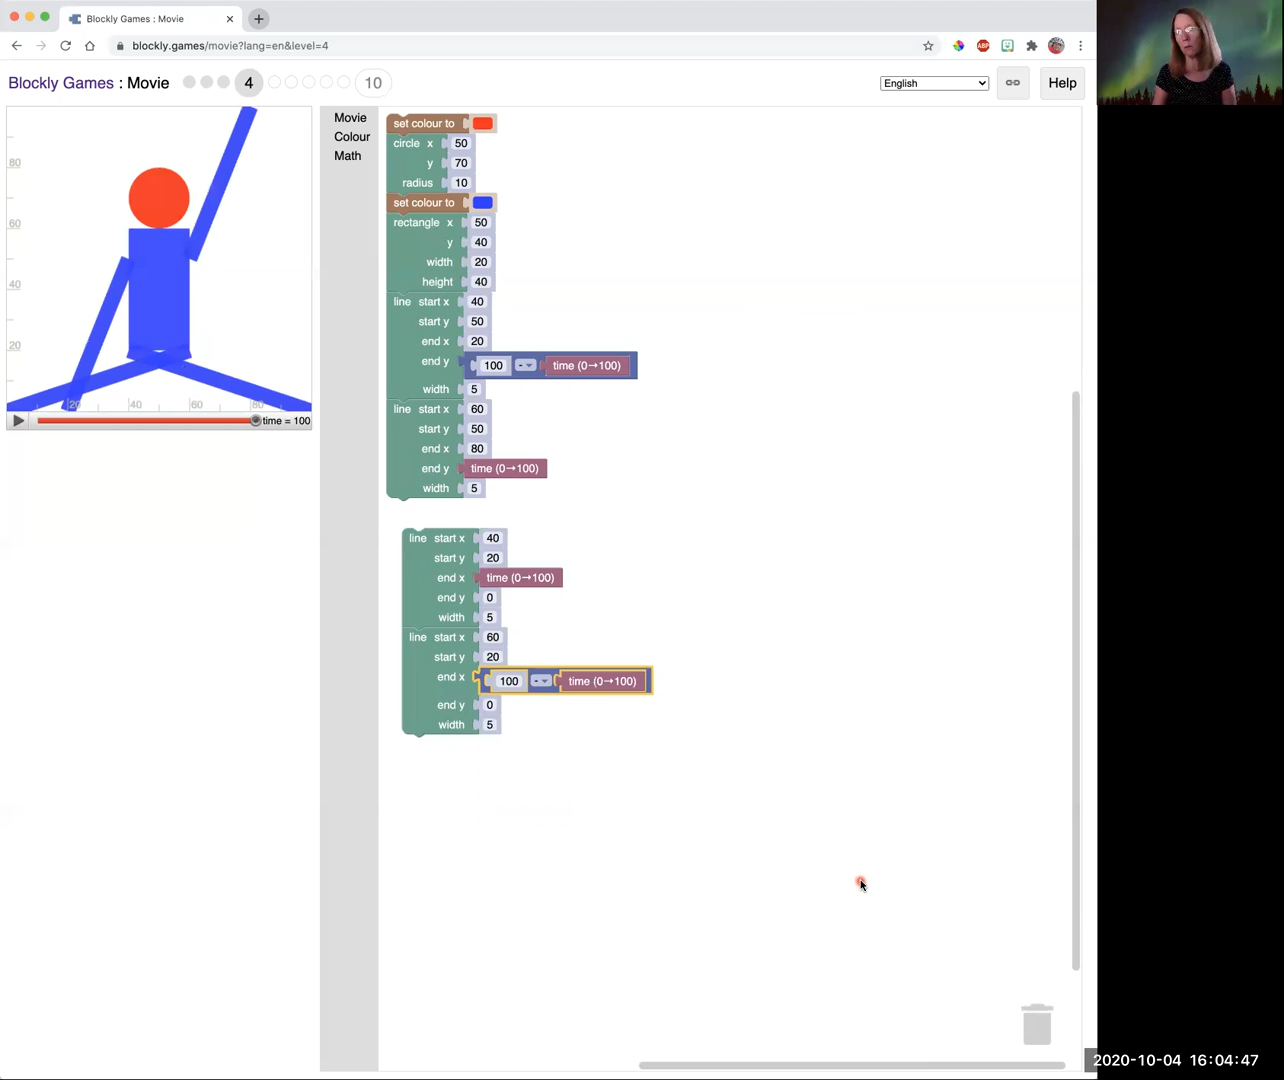 Blockly Games : Movie
blockly.games/movie?lang=en&level=4
ABP
Blockly Games : Movie 4 10 English Help
Movie
Colour
Math
80
60
40
20
20 40 60 80
time = 100
set colour to
circle x 50
y 70
radius 10
set colour to
rectangle x 50
y 40
width 20
height 40
line start x 40
start y 50
end x 20
end y 100 - time (0→100)
width 5
line start x 60
start y 50
end x 80
end y time (0→100)
width 5
line start x 40
start y 20
end x time (0→100)
end y 0
width 5
line start x 60
start y 20
end x 100 - time (0→100)
end y 0
width 5
2020-10-04 16:04:47